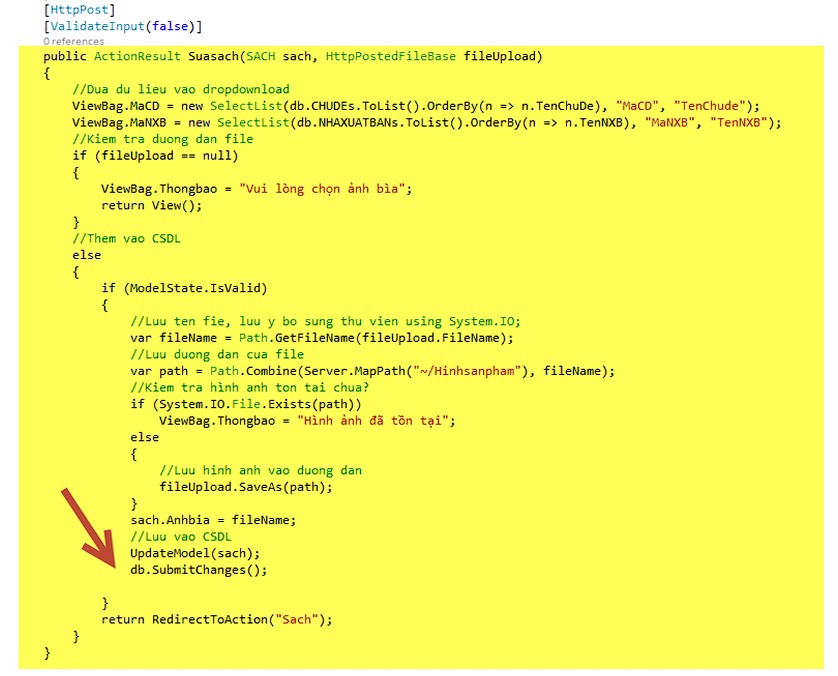 [HttpPost]
[ValidateInput(false)]
0 references
public ActionResult Suasach(SACH sach, HttpPostedFileBase fileUpload)
{
//Dua du lieu vao dropdownload
ViewBag.MaCD = new SelectList(db.CHUDEs.ToList().OrderBy(n => n.TenChuDe), "MaCD", "TenChude");
ViewBag.MaNXB = new SelectList(db.NHAXUATBANs.ToList().OrderBy(n => n.TenNXB), "MaNXB", "TenNXB");
//Kiem tra duong dan file
if (fileUpload == null)
{
ViewBag.Thongbao = "Vui lòng chọn ảnh bìa";
return View();
}
//Them vao CSDL
else
{
if (ModelState.IsValid)
{
//Luu ten fie, luu y bo sung thu vien using System.IO;
var fileName = Path.GetFileName(fileUpload.FileName);
//Luu duong dan cua file
var path = Path.Combine(Server.MapPath("~/Hinhsanpham"), fileName);
//Kiem tra hình anh ton tai chua?
if (System.IO.File.Exists(path))
ViewBag.Thongbao = "Hình ảnh đã tồn tại";
else
{
//Luu hinh anh vao duong dan
fileUpload.SaveAs(path);
}
sach.Anhbia = fileName;
//Luu vao CSDL
UpdateModel(sach);
db.SubmitChanges();
}
return RedirectToAction("Sach");
}
}